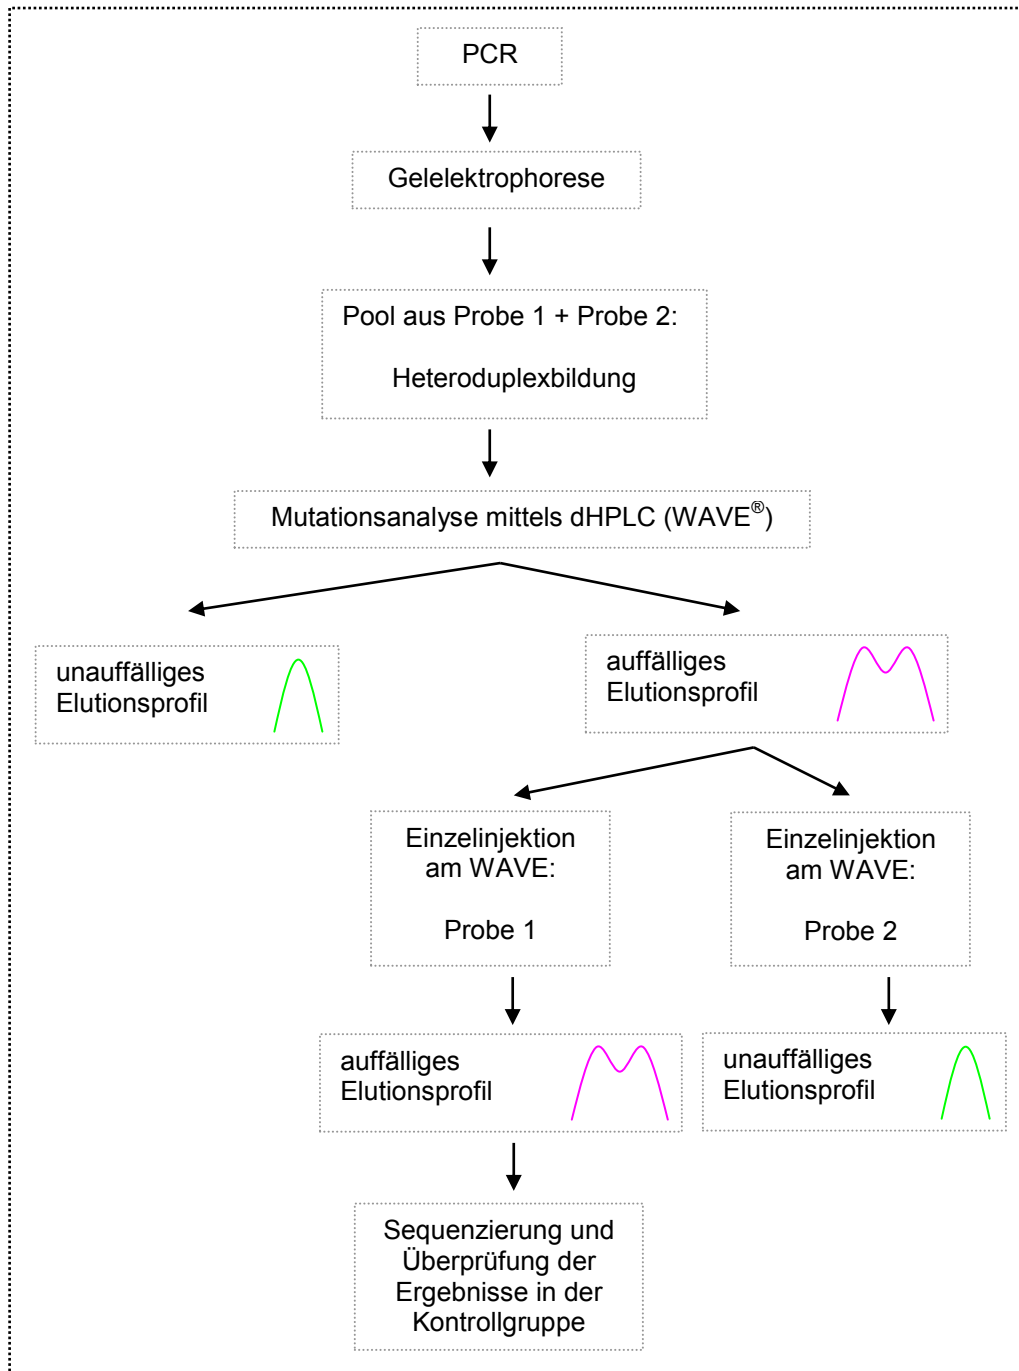 PCR
Gelelektrophorese
Pool aus Probe 1 + Probe 2:
Heteroduplexbildung
Mutationsanalyse mittels dHPLC (WAVE®)
unauffälliges
Elutionsprofil
auffälliges
Elutionsprofil
Einzelinjektion
am WAVE:
Probe 1
Einzelinjektion
am WAVE:
Probe 2
auffälliges
Elutionsprofil
unauffälliges
Elutionsprofil
Sequenzierung und
Überprüfung der
Ergebnisse in der
Kontrollgruppe